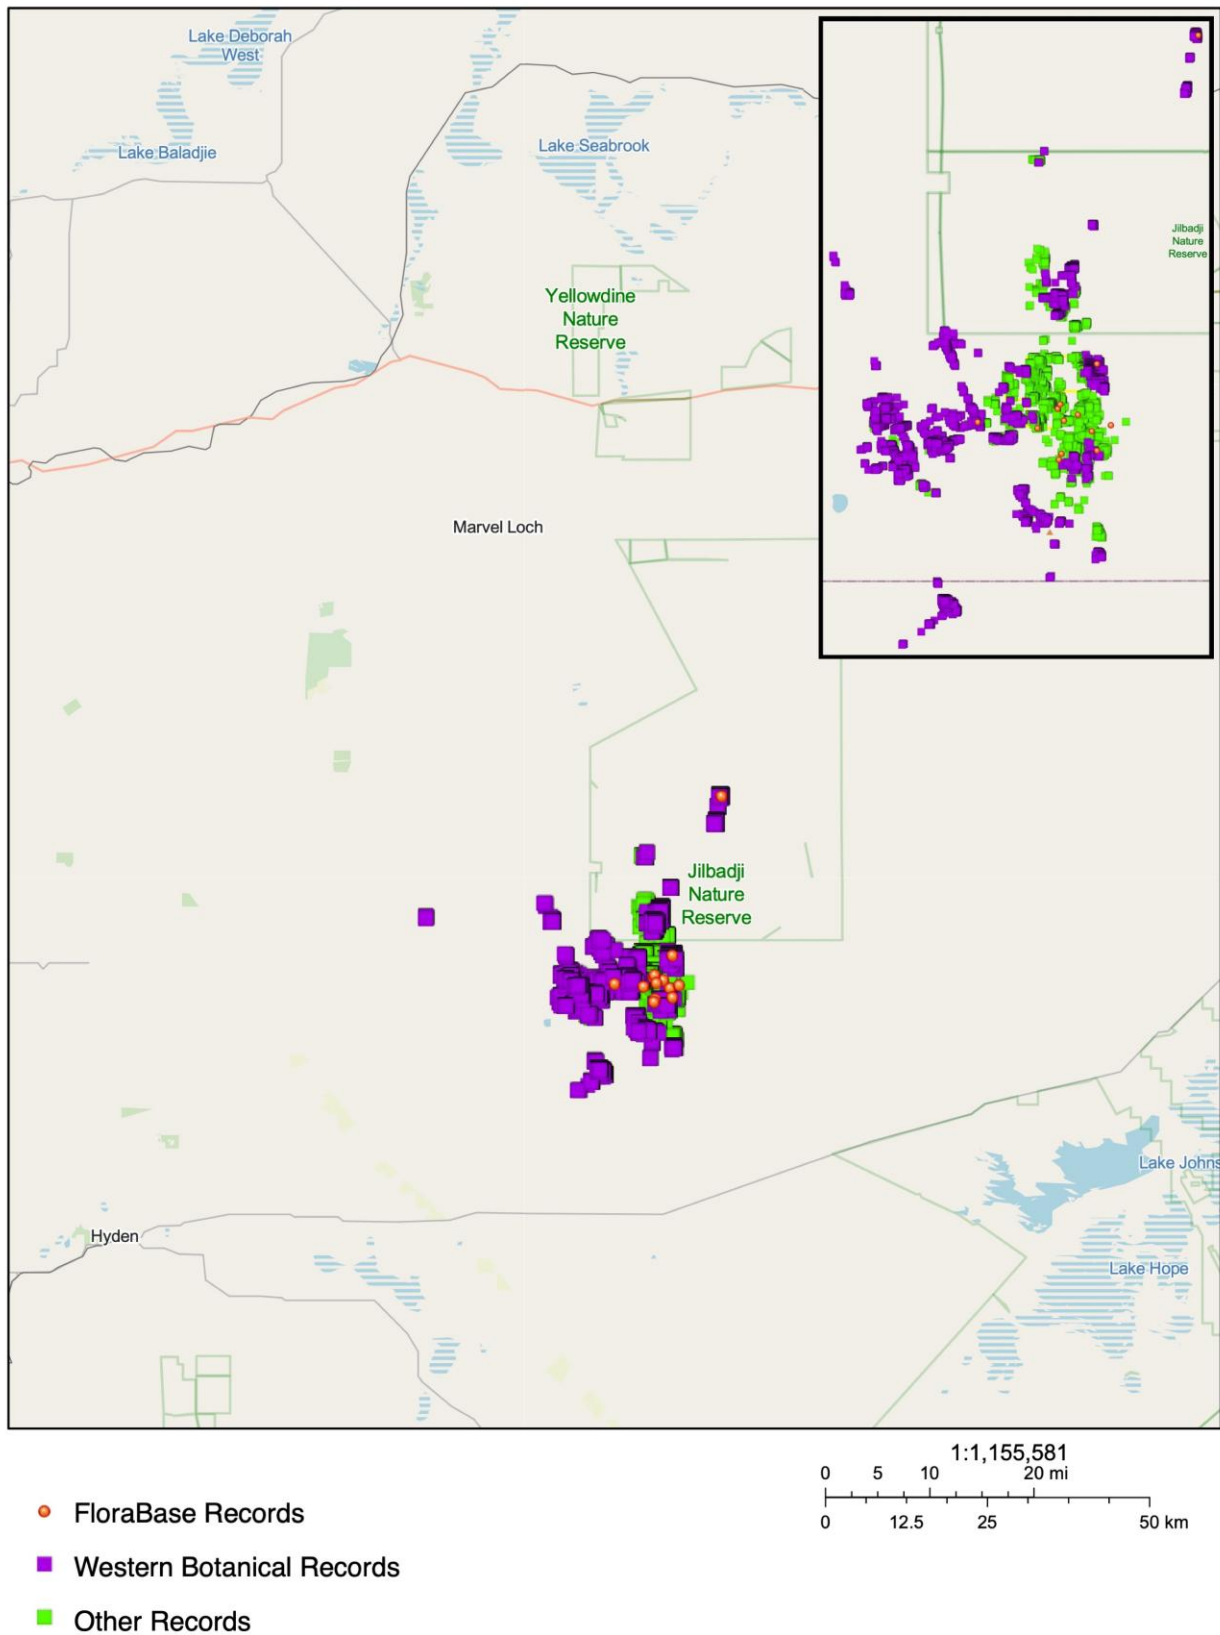 Lake Deborah
West
Lake Baladjie
Lake Seabrook
Yellowdine
Nature
Reserve
Jilbadji
Nature
Reserve
Marvel Loch
Jilbadji
Nature
Reserve
Lake Johns
Hyden
Lake Hope
1:1,155,581
0 5 10 20 mi
0 12.5 25 50 km
FloraBase Records
Western Botanical Records
Other Records